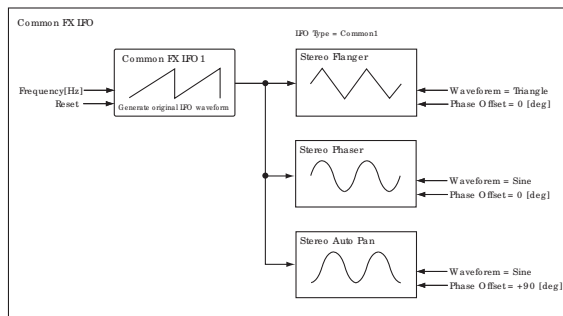 Common FX LFO
LFO Type = Common1
Common FX LFO 1
Stereo Flanger
Frequency[Hz]
Reset
Generate original LFO waveform
Waveform = Triangle
Phase Offset = 0 [deg]
Stereo Phaser
Waveform = Sine
Phase Offset = 0 [deg]
Stereo Auto Pan
Waveform = Sine
Phase Offset = +90 [deg]